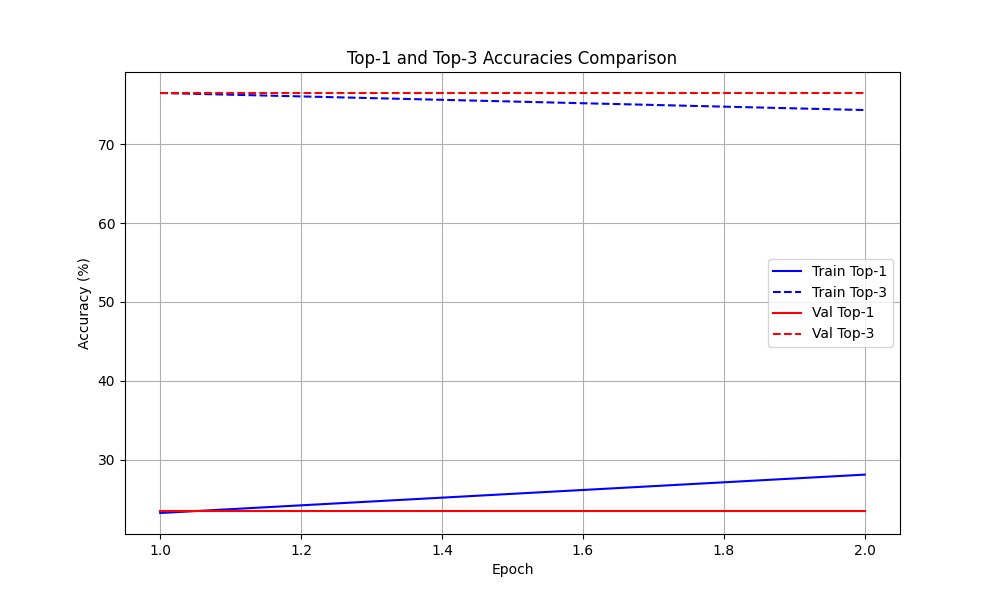 Top-1 and Top-3 Accuracies Comparison
70
60
50
40
30
Accuracy (%)
Train Top-1
Train Top-3
Val Top-1
Val Top-3
1.0 1.2 1.4 1.6 1.8 2.0
Epoch